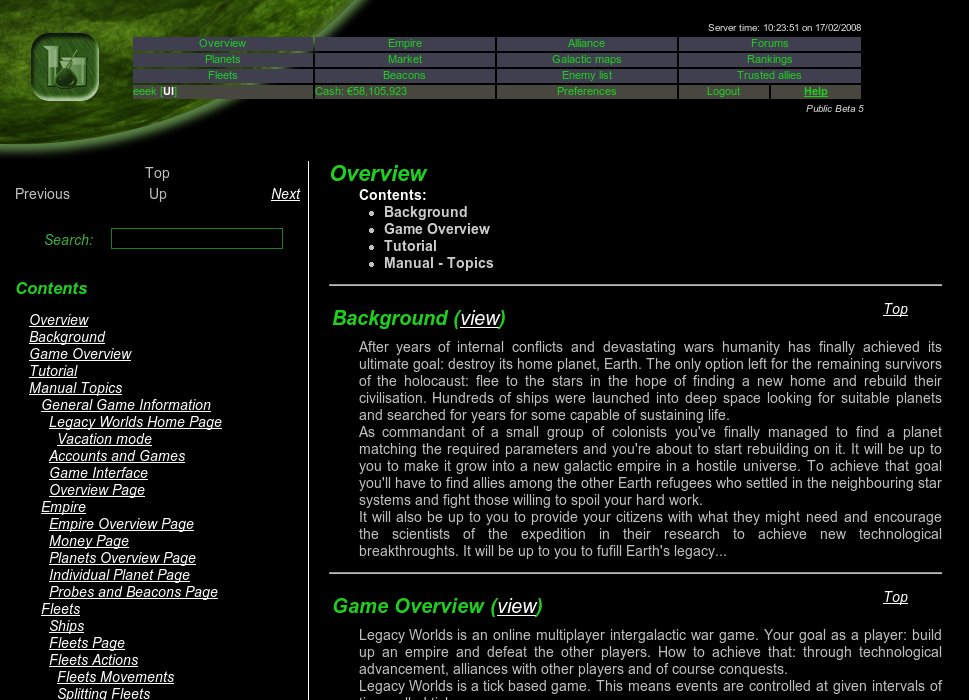 Server time: 10:23:51 on 17/02/2008
Overview Empire Alliance Forums
Planets Market Galactic maps Rankings
Fleets Beacons Enemy list Trusted allies
eeek [UI] Cash: €58,105,923 Preferences Logout Help
Public Beta 5
Top
Previous Up Next
Search:
Contents
Overview
Background
Game Overview
Tutorial
Manual Topics
General Game Information
Legacy Worlds Home Page
Vacation mode
Accounts and Games
Game Interface
Overview Page
Empire
Empire Overview Page
Money Page
Planets Overview Page
Individual Planet Page
Probes and Beacons Page
Fleets
Ships
Fleets Page
Fleets Actions
Fleets Movements
Splitting Fleets
Overview
Contents:
Background
Game Overview
Tutorial
Manual - Topics
Top
Background (view)
After years of internal conflicts and devastating wars humanity has finally achieved its
ultimate goal: destroy its home planet, Earth. The only option left for the remaining survivors
of the holocaust: flee to the stars in the hope of finding a new home and rebuild their
civilisation. Hundreds of ships were launched into deep space looking for suitable planets
and searched for years for some capable of sustaining life.
As commandant of a small group of colonists you've finally managed to find a planet
matching the required parameters and you're about to start rebuilding on it. It will be up to
you to make it grow into a new galactic empire in a hostile universe. To achieve that goal
you'll have to find allies among the other Earth refugees who settled in the neighbouring star
systems and fight those willing to spoil your hard work.
It will also be up to you to provide your citizens with what they might need and encourage
the scientists of the expedition in their research to achieve new technological
breakthroughs. It will be up to you to fufill Earth's legacy...
Top
Game Overview (view)
Legacy Worlds is an online multiplayer intergalactic war game. Your goal as a player: build
up an empire and defeat the other players. How to achieve that: through technological
advancement, alliances with other players and of course conquests.
Legacy Worlds is a tick based game. This means events are controlled at given intervals of